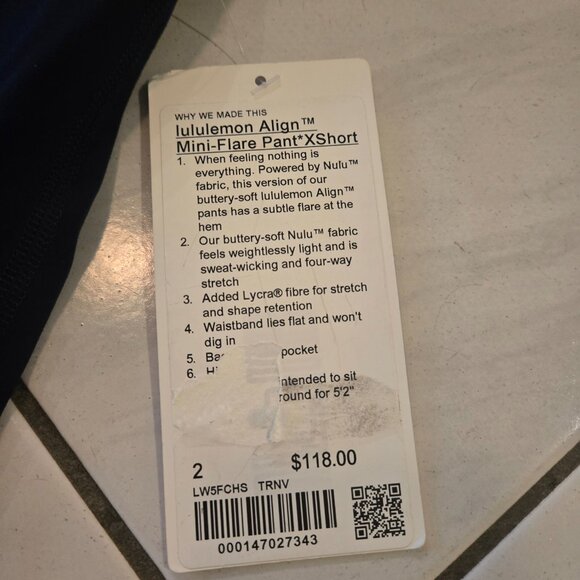 WHY WE MADE THIS
lululemon Align™
Mini-Flare Pant*XShort
1. When feeling nothing is
everything. Powered by Nulu™
fabric, this version of our
buttery-soft lululemon Align™
pants has a subtle flare at the
hem
2. Our buttery-soft Nulu™ fabric
feels weightlessly light and is
sweat-wicking and four-way
stretch
3. Added Lycra® fibre for stretch
and shape retention
4. Waistband lies flat and won't
dig in
5. pocket
6.
intended to sit
for 5'2"
2 $118.00
LW5FCHS TRNV
000147027343